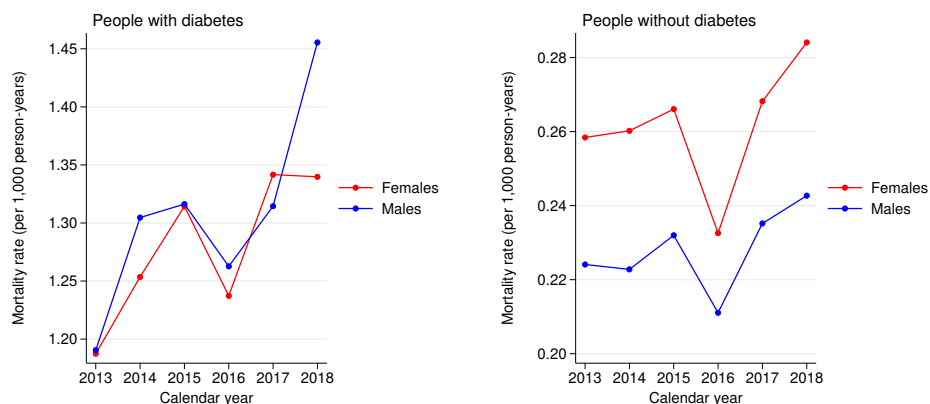 People with diabetes
Mortality rate (per 1,000 person-years)
1.45
1.40
1.35
1.30
1.25
1.20
2013 2014 2015 2016 2017 2018
Calendar year
Females
Males
People without diabetes
Mortality rate (per 1,000 person-years)
0.28
0.26
0.24
0.22
0.20
2013 2014 2015 2016 2017 2018
Calendar year
Females
Males